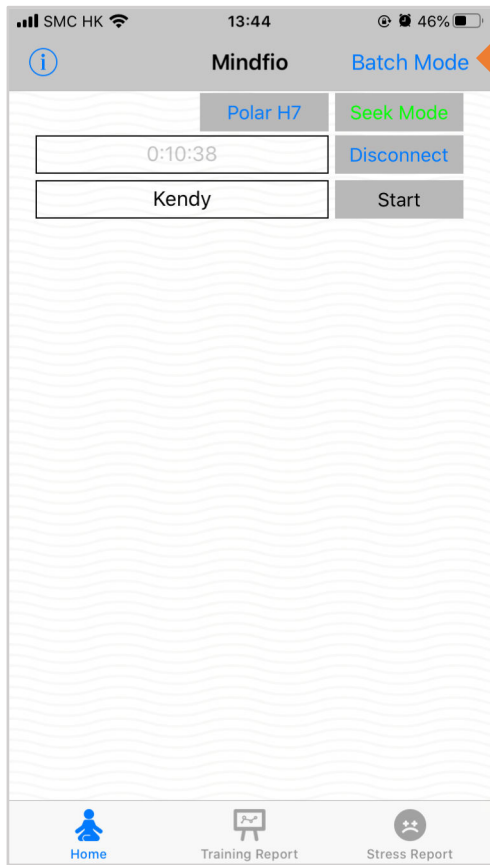 SMC HK 13:44 46%
Mindfio Batch Mode
Polar H7 Seek Mode
0:10:38 Disconnect
Kendy Start
Home Training Report Stress Report